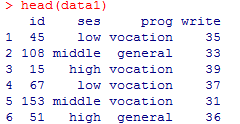 > head(data1)
id ses prog write
1 45 low vocation 35
2 108 middle general 33
3 15 high vocation 39
4 67 low vocation 37
5 153 middle vocation 31
6 51 high general 36